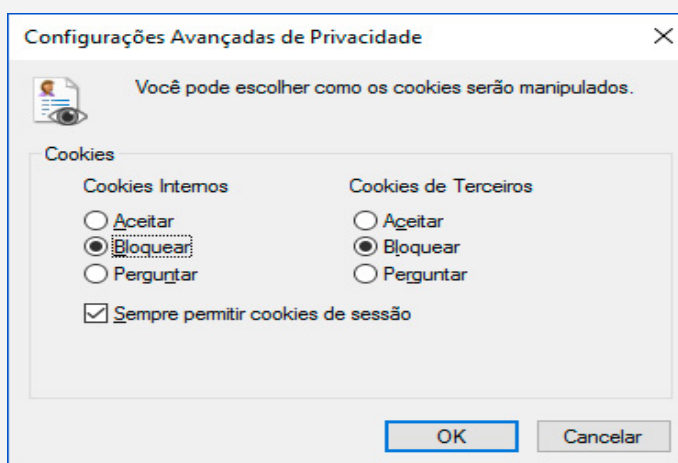 Configurações Avançadas de Privacidade
Você pode escolher como os cookies serão manipulados.
Cookies
Cookies Internos
Aceitar
Bloquear
Perguntar
Cookies de Terceiros
Aceitar
Bloquear
Perguntar
Sempre permitir cookies de sessão
OK
Cancelar